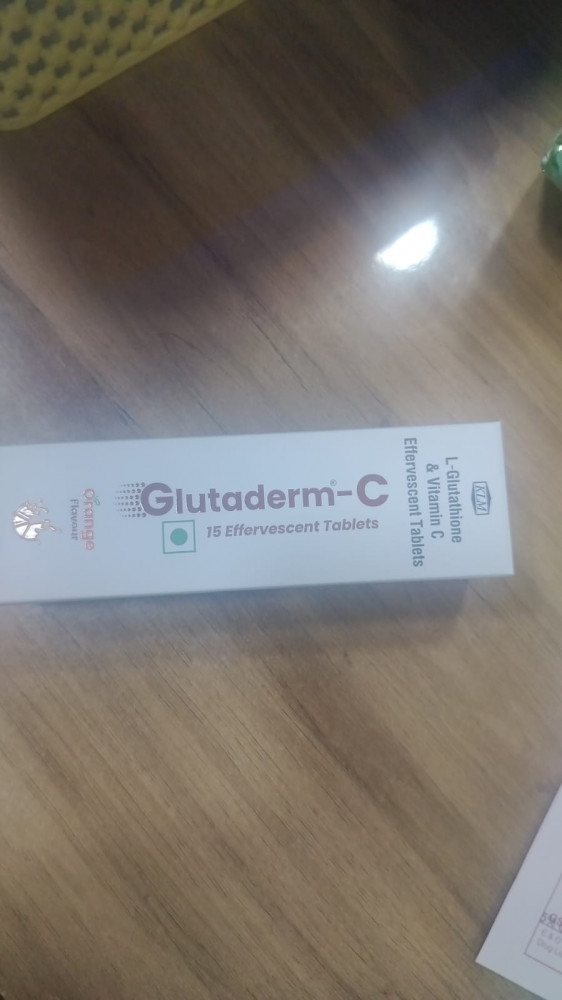 Glutaderm®-C
15 Effervescent Tablets
KLM
L-Glutathione
& Vitamin C
Effervescent Tablets
Orange
Flavour